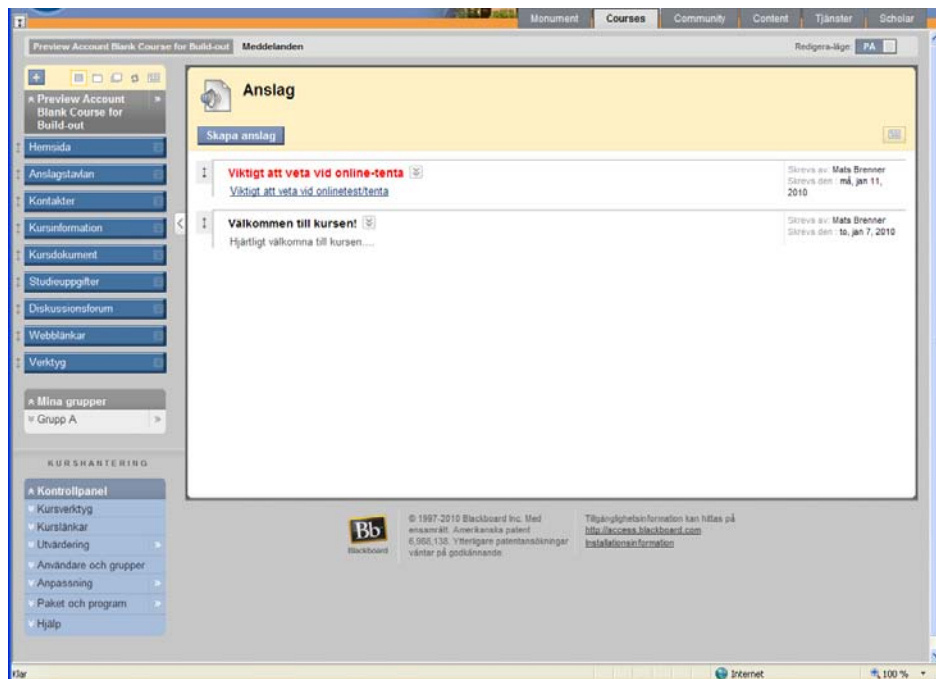 Monument Courses Community Content Tjänster Scholar
Preview Account Blank Course for Build-out Meddelanden
Redigera-läge: PÅ
Preview Account
Blank Course for
Build-out
Hemsida
Anslagstavlan
Kontakter
Kursinformation
Kursdokument
Studieuppgifter
Diskussionsforum
Webblänkar
Verktyg
Mina grupper
Grupp A
KURSHANTERING
Kontrollpanel
Kursverktyg
Kurslänkar
Utvärdering
Användare och grupper
Anpassning
Paket och program
Hjälp
Anslag
Skapa anslag
Viktigt att veta vid online-tenta
Viktigt att veta vid onlinetest/tenta
Skrevs av: Mats Brenner
Skrevs den : må, jan 11,
2010
Välkommen till kursen!
Hjärtligt välkomna till kursen....
Skrevs av: Mats Brenner
Skrevs den : to, jan 7, 2010
Bb
Blackboard
© 1997-2010 Blackboard Inc. Med
ensamrätt. Amerikanska patent
6,988,138. Ytterligare patentansökningar
väntar på godkännande.
Tillgänglighetsinformation kan hittas på
http://access.blackboard.com
Installationsinformation
Klar
Internet
100 %